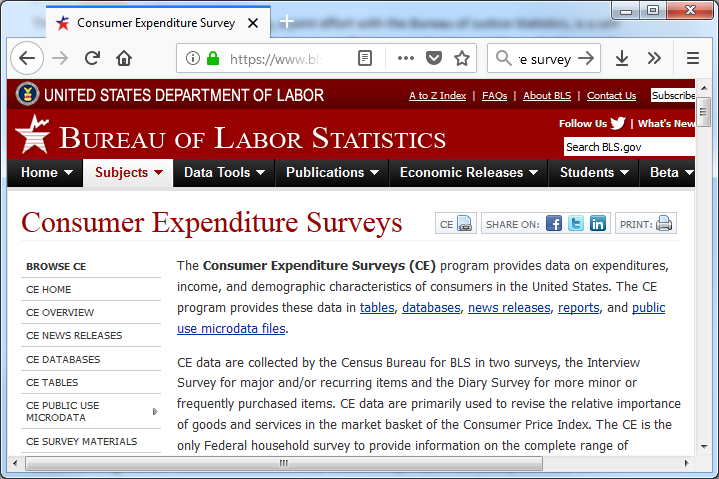 Consumer Expenditure Survey
https://www.bls
e survey
UNITED STATES DEPARTMENT OF LABOR
A to Z Index | FAQs | About BLS | Contact Us Subscribe
BUREAU OF LABOR STATISTICS
Follow Us | What's New
Search BLS.gov
Home Subjects Data Tools Publications Economic Releases Students Beta
Consumer Expenditure Surveys
CE SHARE ON: PRINT:
BROWSE CE
CE HOME
CE OVERVIEW
CE NEWS RELEASES
CE DATABASES
CE TABLES
CE PUBLIC USE
MICRODATA
CE SURVEY MATERIALS
The Consumer Expenditure Surveys (CE) program provides data on expenditures,
income, and demographic characteristics of consumers in the United States. The CE
program provides these data in tables, databases, news releases, reports, and public
use microdata files.
CE data are collected by the Census Bureau for BLS in two surveys, the Interview
Survey for major and/or recurring items and the Diary Survey for more minor or
frequently purchased items. CE data are primarily used to revise the relative importance
of goods and services in the market basket of the Consumer Price Index. The CE is the
only Federal household survey to provide information on the complete range of